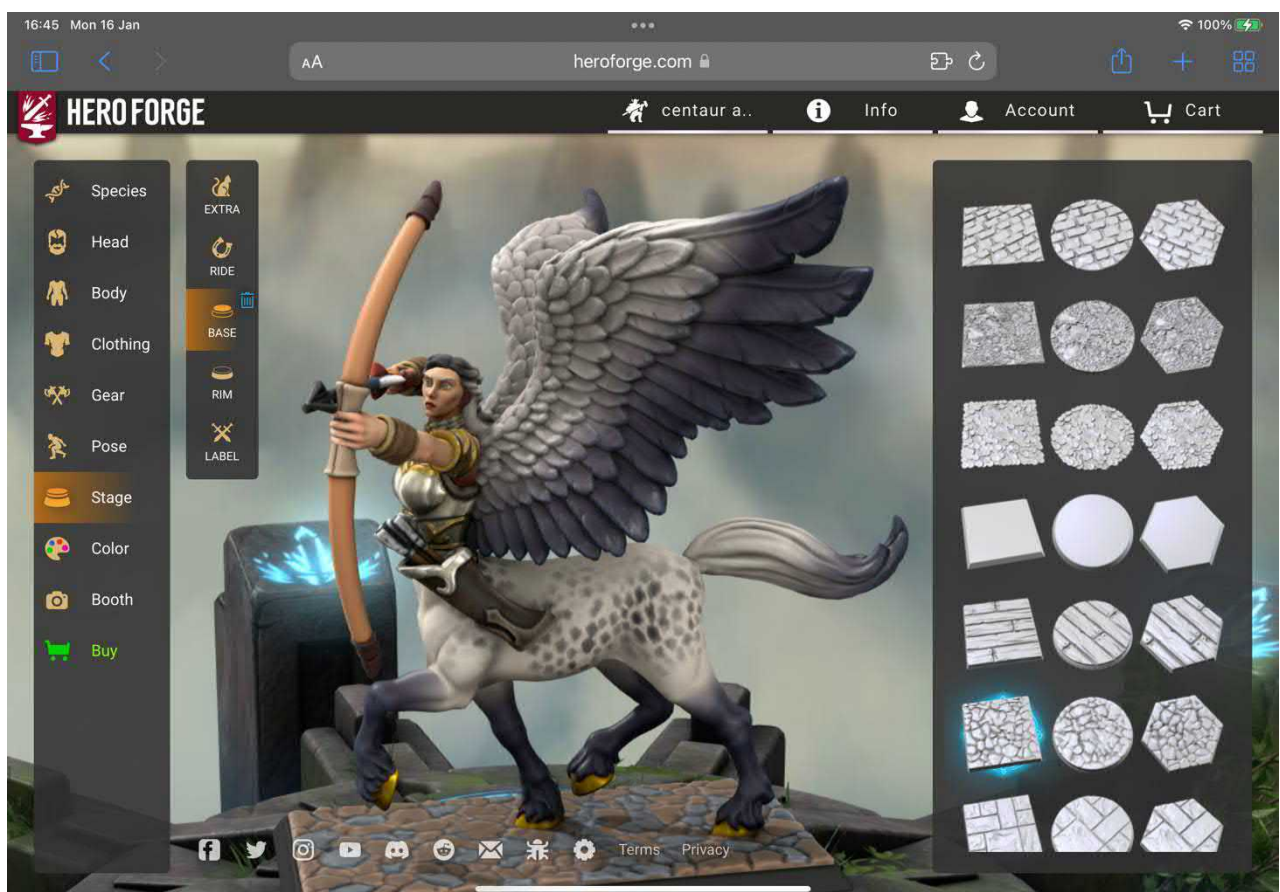 16:45 Mon 16 Jan
100%
AA
heroforge.com
HERO FORGE
centaur a..
Info
Account
Cart
Species
Head
Body
Clothing
Gear
Pose
Stage
Color
Booth
Buy
EXTRA
RIDE
BASE
RIM
LABEL
Terms Privacy